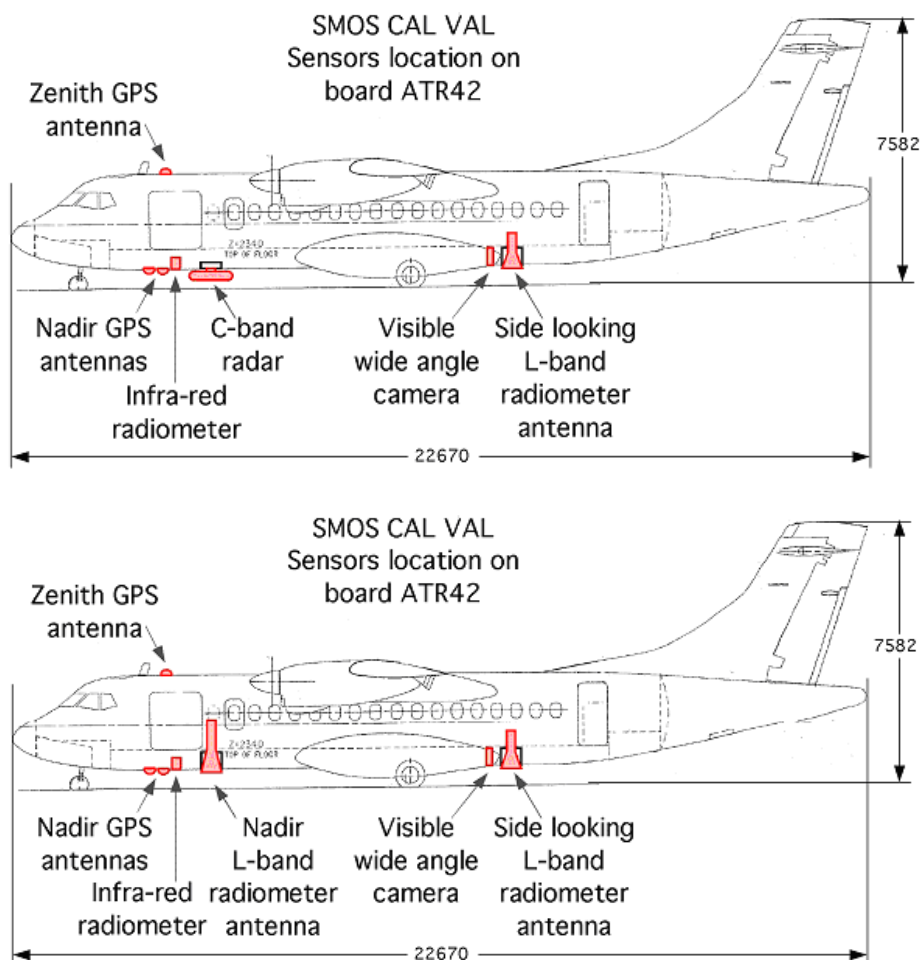 SMOS CAL VAL
Sensors location on
board ATR42
Zenith GPS
antenna
7582
Z=2340
TOP OF FLOOR
Nadir GPS
antennas
Infra-red
radiometer
C-band
radar
Visible
wide angle
camera
Side looking
L-band
radiometer
antenna
22670
SMOS CAL VAL
Sensors location on
board ATR42
Zenith GPS
antenna
7582
Z=2340
TOP OF FLOOR
Nadir GPS
antennas
Infra-red
radiometer
Nadir
L-band
radiometer
antenna
Visible
wide angle
camera
Side looking
L-band
radiometer
antenna
22670